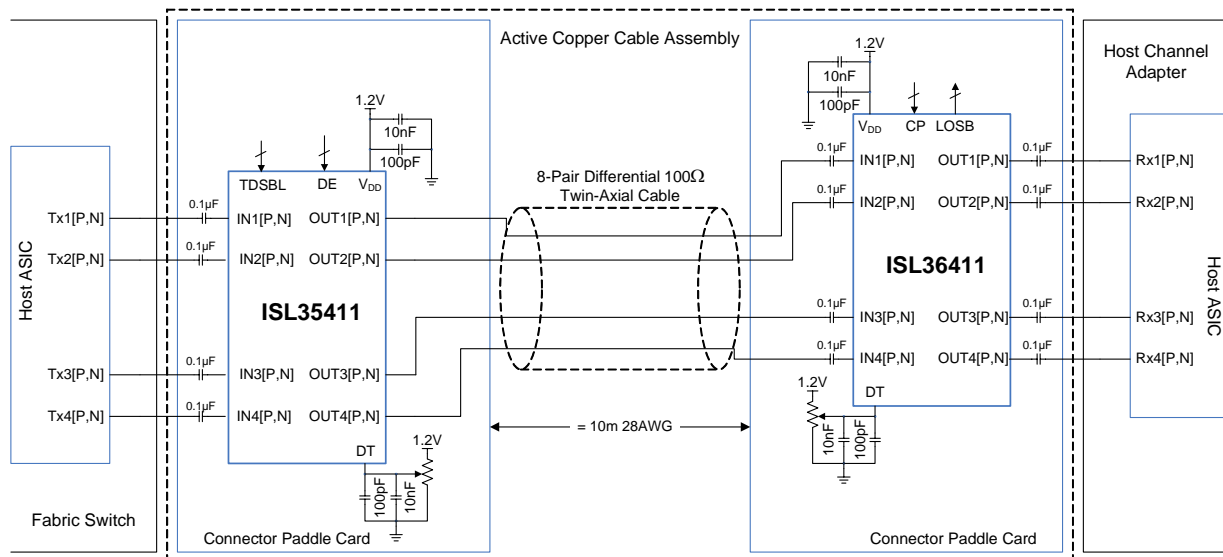 Active Copper Cable Assembly
Host ASIC
Tx1[P,N]
Tx2[P,N]
Tx3[P,N]
Tx4[P,N]
Fabric Switch
0.1µF
0.1µF
0.1µF
0.1µF
1.2V
10nF
100pF
TDSBL
DE
VDD
IN1[P,N]
OUT1[P,N]
IN2[P,N]
OUT2[P,N]
ISL35411
IN3[P,N]
OUT3[P,N]
IN4[P,N]
OUT4[P,N]
DT
1.2V
100pF
10nF
Connector Paddle Card
8-Pair Differential 100Ω
Twin-Axial Cable
= 10m 28AWG
1.2V
10nF
100pF
VDD
CP
LOSB
0.1µF
0.1µF
0.1µF
0.1µF
IN1[P,N]
OUT1[P,N]
IN2[P,N]
OUT2[P,N]
ISL36411
IN3[P,N]
OUT3[P,N]
IN4[P,N]
OUT4[P,N]
DT
1.2V
10nF
100pF
0.1µF
0.1µF
0.1µF
0.1µF
Connector Paddle Card
Host Channel
Adapter
Rx1[P,N]
Rx2[P,N]
Rx3[P,N]
Rx4[P,N]
Host ASIC